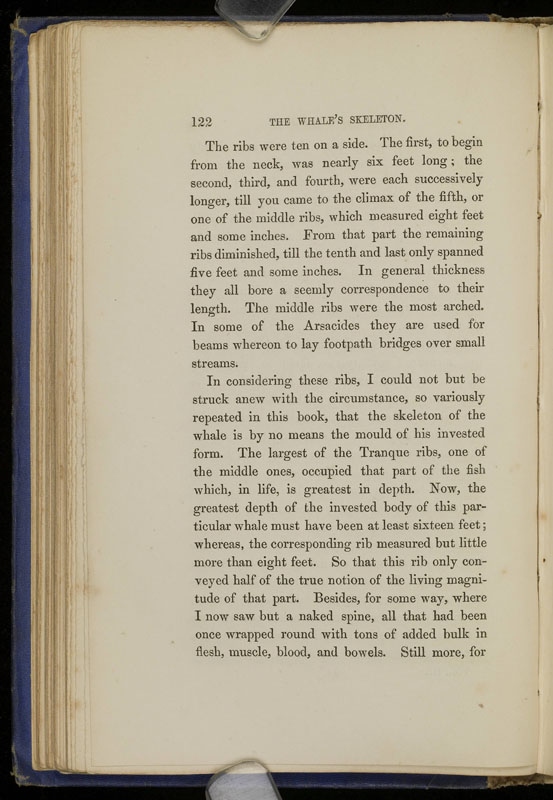 122 THE WHALE'S SKELETON.
The ribs were ten on a side. The first, to begin
from the neck, was nearly six feet long; the
second, third, and fourth, were each successively
longer, till you came to the climax of the fifth, or
one of the middle ribs, which measured eight feet
and some inches. From that part the remaining
ribs diminished, till the tenth and last only spanned
five feet and some inches. In general thickness
they all bore a seemly correspondence to their
length. The middle ribs were the most arched.
In some of the Arsacides they are used for
beams whereon to lay footpath bridges over small
streams.
In considering these ribs, I could not but be
struck anew with the circumstance, so variously
repeated in this book, that the skeleton of the
whale is by no means the mould of his invested
form. The largest of the Tranque ribs, one of
the middle ones, occupied that part of the fish
which, in life, is greatest in depth. Now, the
greatest depth of the invested body of this par-
ticular whale must have been at least sixteen feet;
whereas, the corresponding rib measured but little
more than eight feet. So that this rib only con-
veyed half of the true notion of the living magni-
tude of that part. Besides, for some way, where
I now saw but a naked spine, all that had been
once wrapped round with tons of added bulk in
flesh, muscle, blood, and bowels. Still more, for